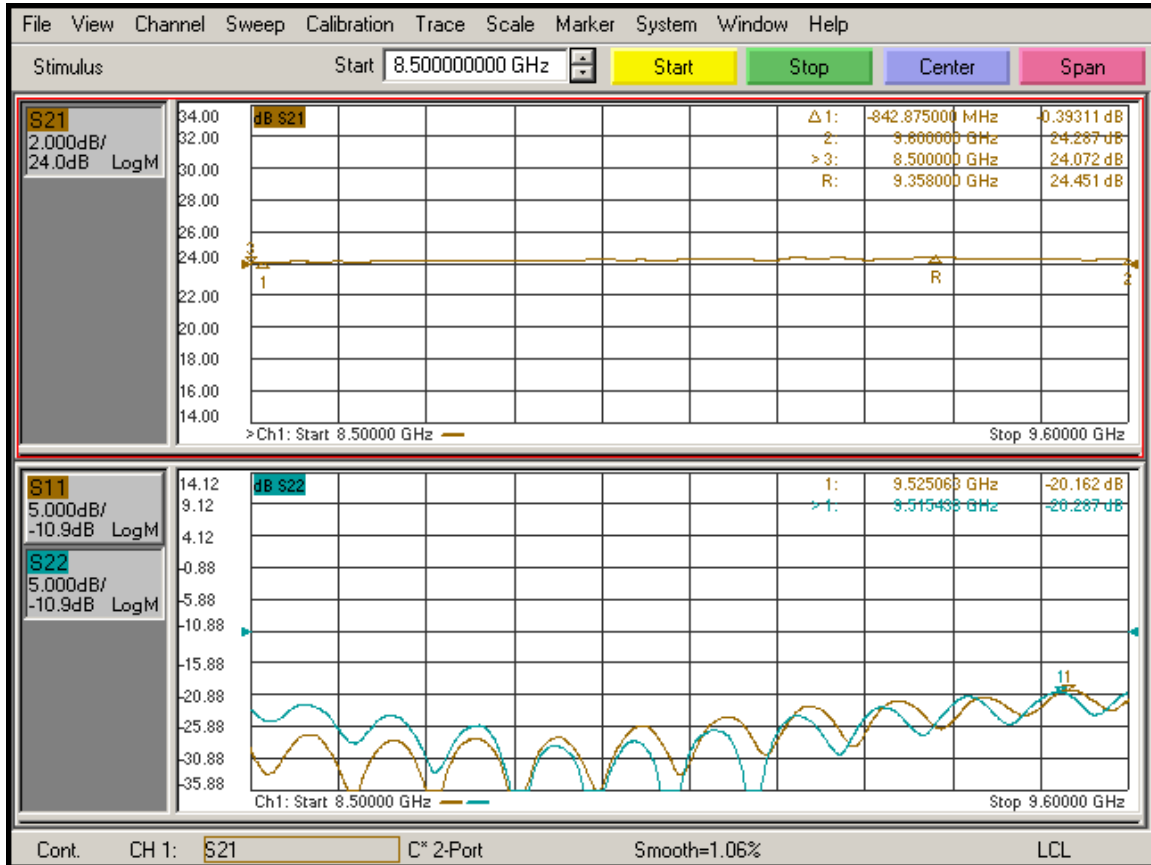 File View Channel Sweep Calibration Trace Scale Marker System Window Help
Stimulus Start 8.500000000 GHz Start Stop Center Span
S21
2.000dB/
24.0dB LogM
34.00
32.00
30.00
28.00
26.00
24.00
22.00
20.00
18.00
16.00
14.00
dB S21
Δ 1: -842.875000 MHz -0.39311 dB
2: 9.600000 GHz 24.287 dB
> 3: 8.500000 GHz 24.072 dB
R: 9.358000 GHz 24.451 dB
3
1
R
2
>Ch1: Start 8.50000 GHz Stop 9.60000 GHz
S11
5.000dB/
-10.9dB LogM
S22
5.000dB/
-10.9dB LogM
14.12
9.12
4.12
-0.88
-5.88
-10.88
-15.88
-20.88
-25.88
-30.88
-35.88
dB S22
1: 9.525063 GHz -20.162 dB
> 1: 9.515438 GHz -20.287 dB
11
Ch1: Start 8.50000 GHz Stop 9.60000 GHz
Cont. CH 1: S21 C* 2-Port Smooth=1.06% LCL